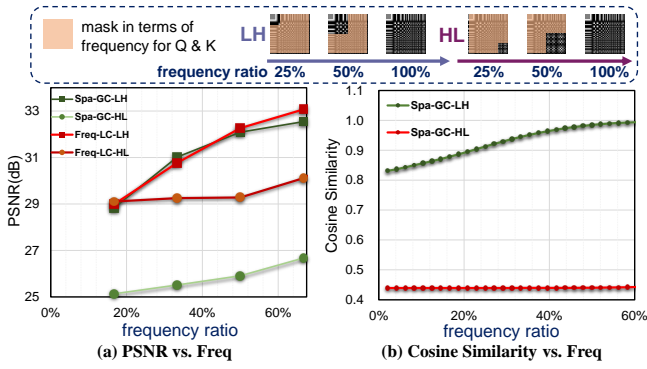 mask in terms of
frequency for Q & K
LH
HL
frequency ratio
25%
50%
100%
25%
50%
100%
33
31
29
27
25
PSNR(dB)
Spa-GC-LH
Spa-GC-HL
Freq-LC-LH
Freq-LC-HL
0%
20%
40%
60%
frequency ratio
(a) PSNR vs. Freq
1.1
1.0
0.9
0.8
0.7
0.6
0.5
0.4
Cosine Similarity
Spa-GC-LH
Spa-GC-HL
0%
20%
40%
60%
frequency ratio
(b) Cosine Similarity vs. Freq